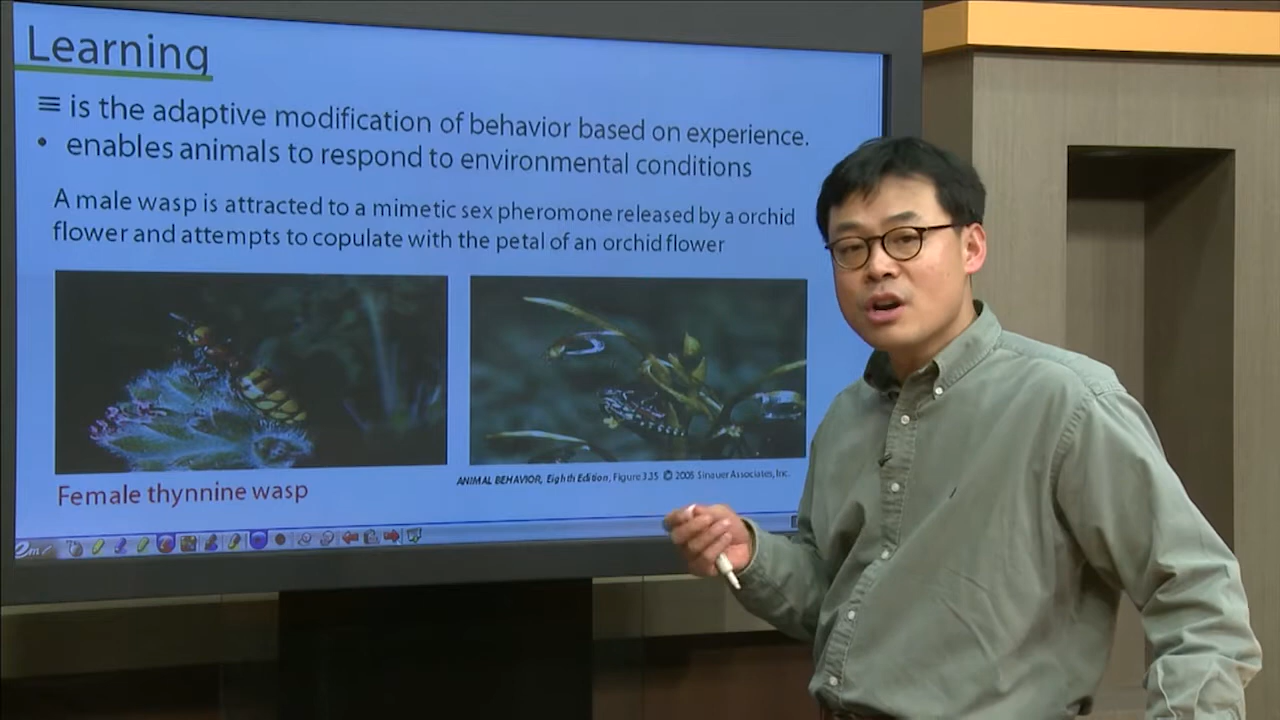 Learning
≡ is the adaptive modification of behavior based on experience.
• enables animals to respond to environmental conditions
A male wasp is attracted to a mimetic sex pheromone released by a orchid
flower and attempts to copulate with the petal of an orchid flower
ANIMAL BEHAVIOR, Eighth Edition, Figure 3.15 © 2005 Sinauer Associates, Inc.
Female thynnine wasp